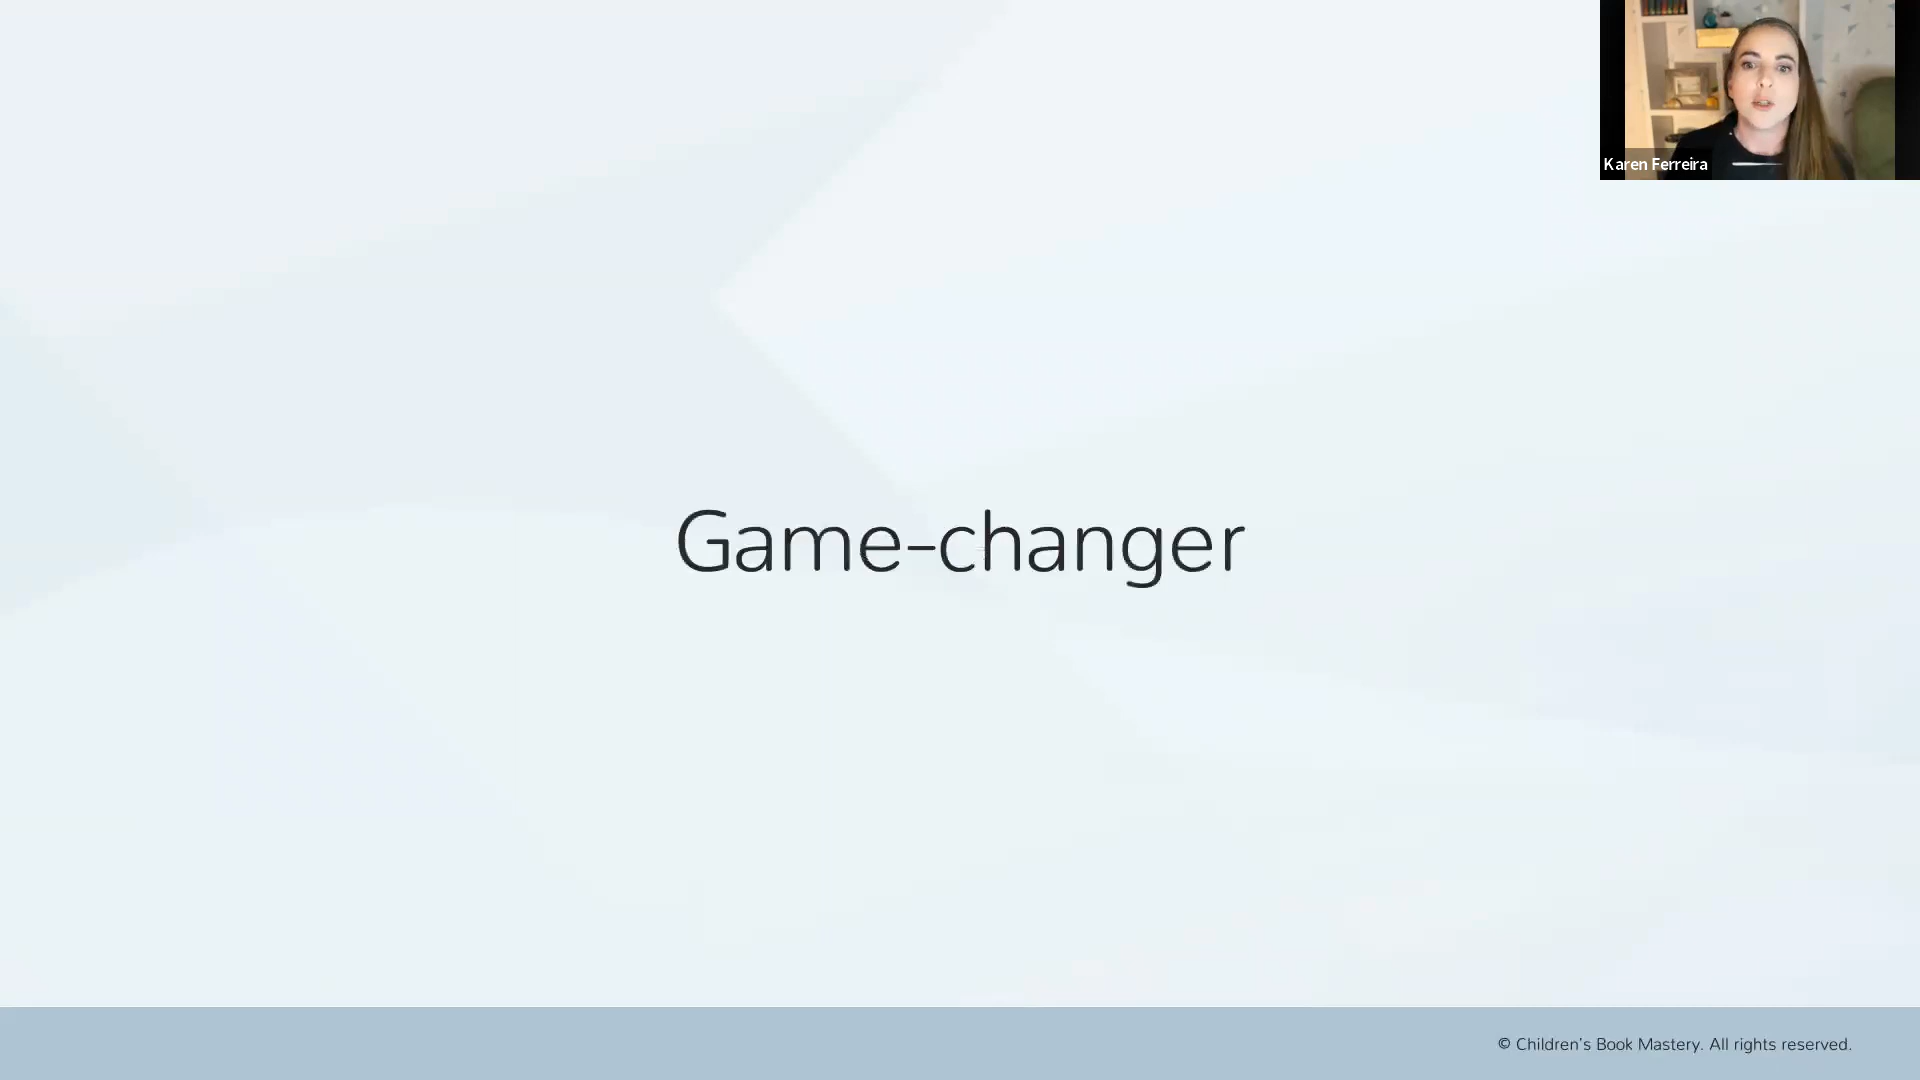 Karen Ferreira
Game-changer
© Children's Book Mastery. All rights reserved.